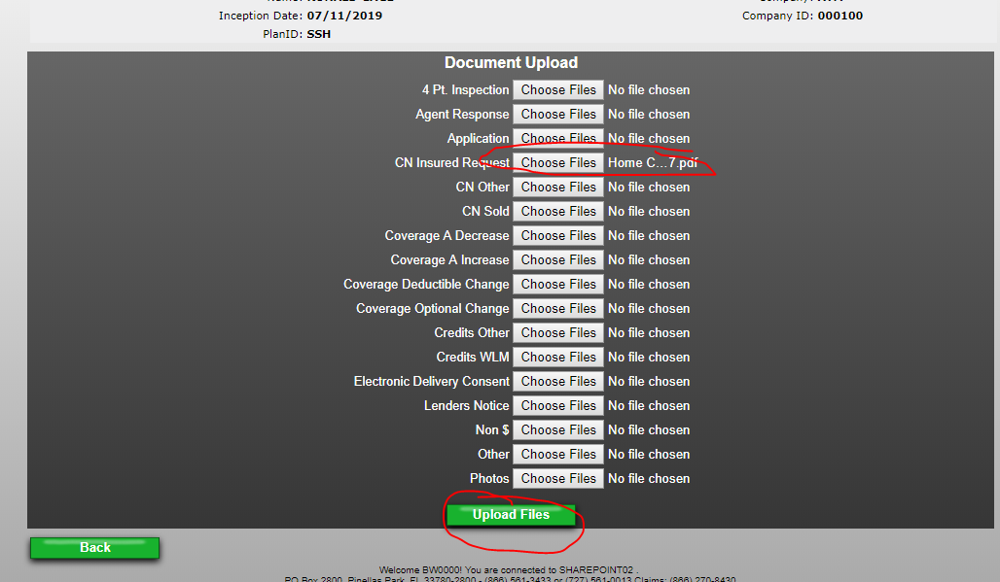 Inception Date: 07/11/2019
Company ID: 000100
PlanID: SSH
Document Upload
4 Pt. Inspection Choose Files No file chosen
Agent Response Choose Files No file chosen
Application Choose Files No file chosen
CN Insured Request Choose Files Home C...7.pdf
CN Other Choose Files No file chosen
CN Sold Choose Files No file chosen
Coverage A Decrease Choose Files No file chosen
Coverage A Increase Choose Files No file chosen
Coverage Deductible Change Choose Files No file chosen
Coverage Optional Change Choose Files No file chosen
Credits Other Choose Files No file chosen
Credits WLM Choose Files No file chosen
Electronic Delivery Consent Choose Files No file chosen
Lenders Notice Choose Files No file chosen
Non $ Choose Files No file chosen
Other Choose Files No file chosen
Photos Choose Files No file chosen
Upload Files
Back
Welcome BW0000! You are connected to SHAREPOINT02 .
PO Box 2800, Pinellas Park, FL 33780-2800 - (866) 561-3433 or (727) 561-0013 Claims: (866) 270-8430